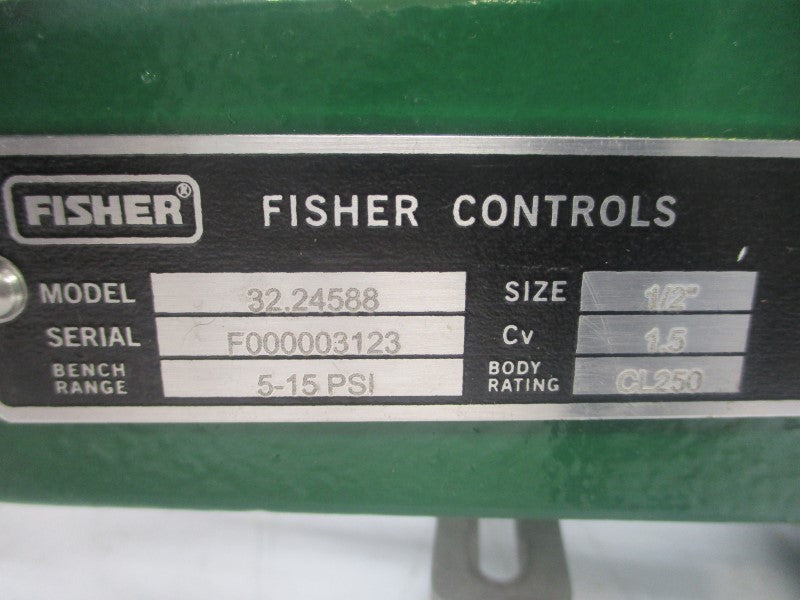 FISHER® FISHER CONTROLS
MODEL 32.24588 SIZE 1/2"
SERIAL F000003123 Cv 1.5
BENCH RANGE 5-15 PSI BODY RATING CL250